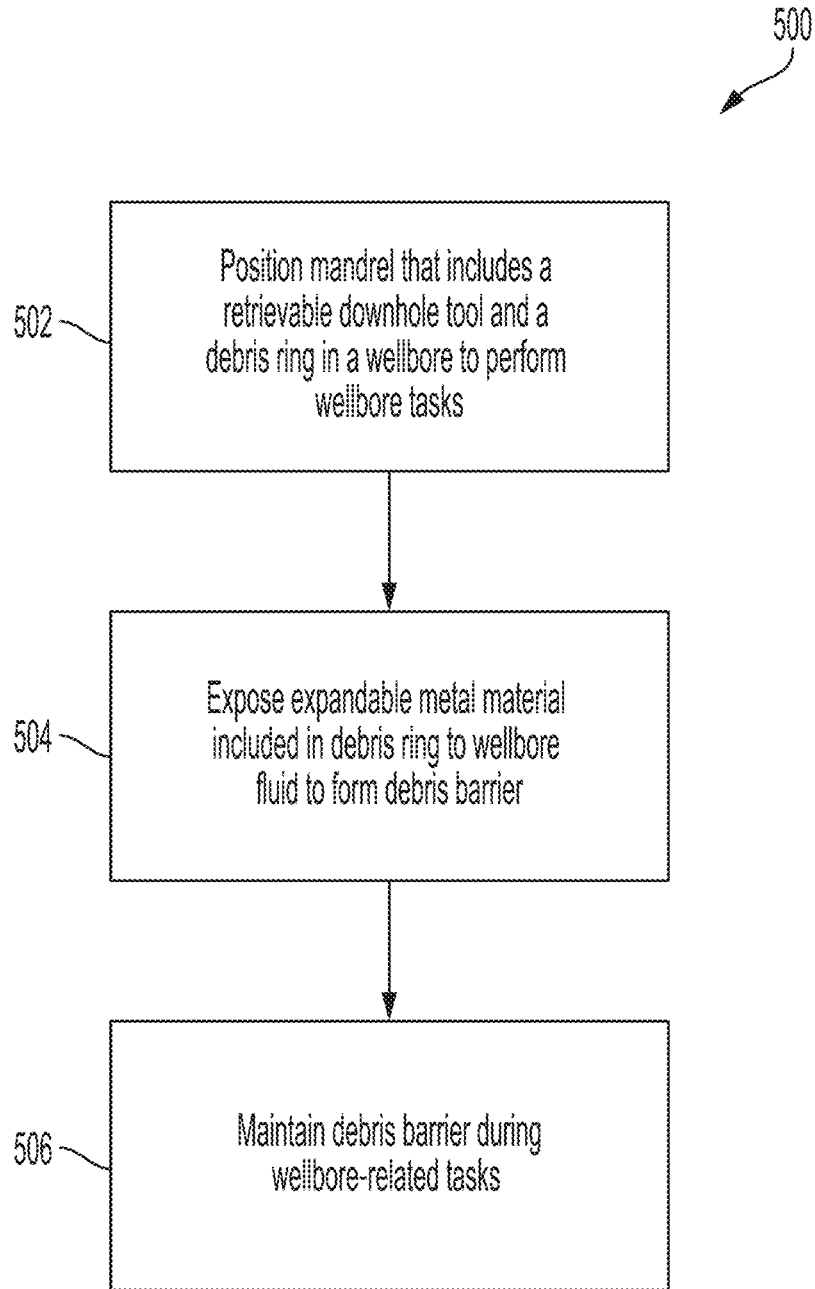 500
Position mandrel that includes a
retrievable downhole tool and a
debris ring in a wellbore to perform
wellbore tasks
502
Expose expandable metal material
included in debris ring to wellbore
fluid to form debris barrier
504
Maintain debris barrier during
wellbore-related tasks
506